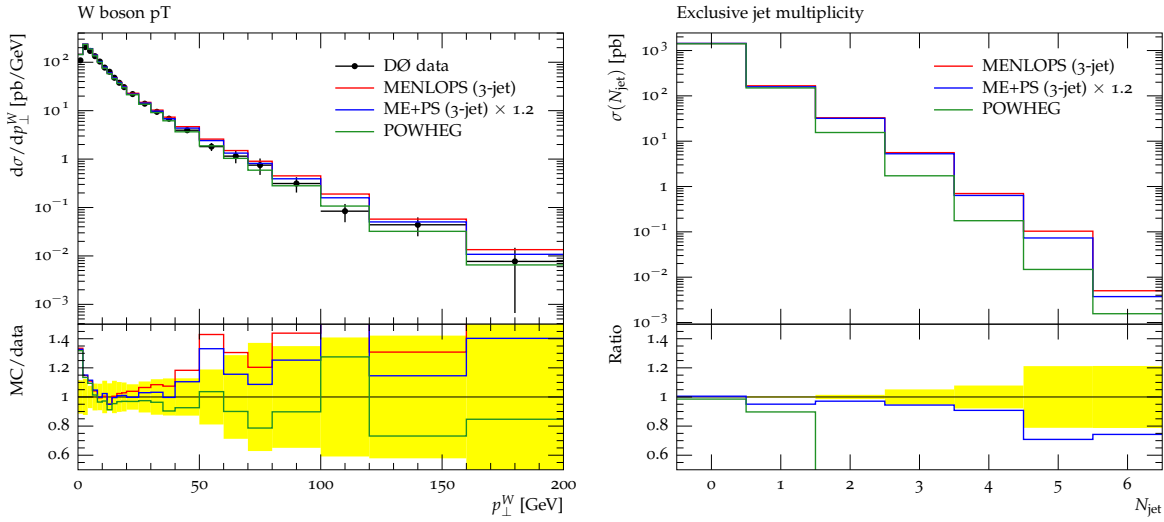 W boson pT
dσ/dp⊥^W [pb/GeV]
10^2
10^1
1
10^−1
10^−2
10^−3
DØ data
MENLOPS (3-jet)
ME+PS (3-jet) × 1.2
POWHEG
MC/data
1.4
1.2
1
0.8
0.6
0 50 100 150 200
p⊥^W [GeV]
Exclusive jet multiplicity
σ(N_jet) [pb]
10^3
10^2
10^1
1
10^−1
10^−2
10^−3
MENLOPS (3-jet)
ME+PS (3-jet) × 1.2
POWHEG
Ratio
1.4
1.2
1
0.8
0.6
0 1 2 3 4 5 6
N_jet